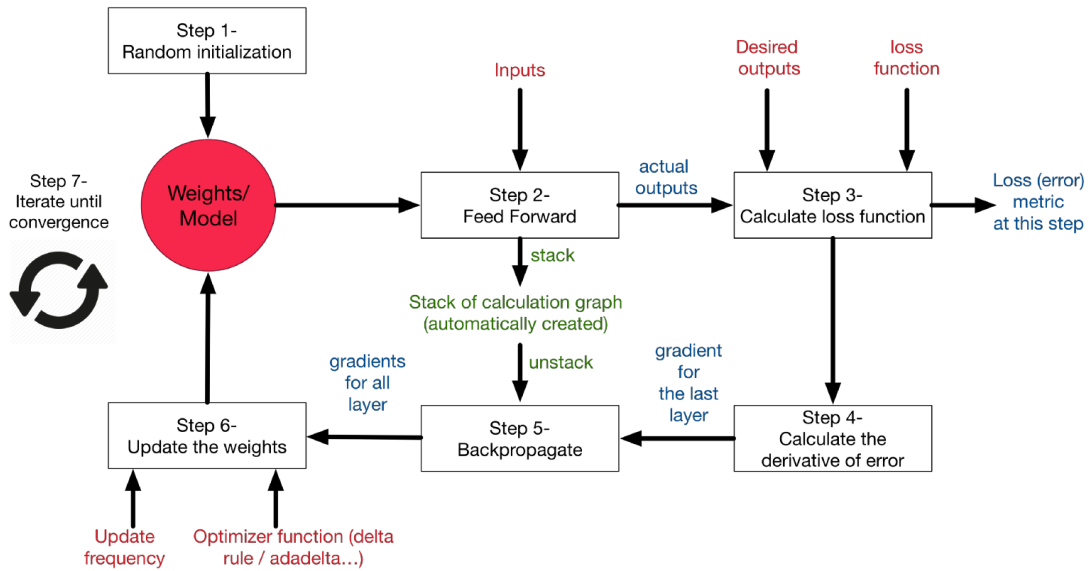 Step 1-
Random initialization
Inputs
Desired
outputs
loss
function
Step 7-
Iterate until
convergence
Weights/
Model
Step 2-
Feed Forward
actual
outputs
Step 3-
Calculate loss function
Loss (error)
metric
at this step
stack
Stack of calculation graph
(automatically created)
unstack
gradients
for all
layer
gradient
for
the last
layer
Step 6-
Update the weights
Step 5-
Backpropagate
Step 4-
Calculate the
derivative of error
Update
frequency
Optimizer function (delta
rule / adadelta...)